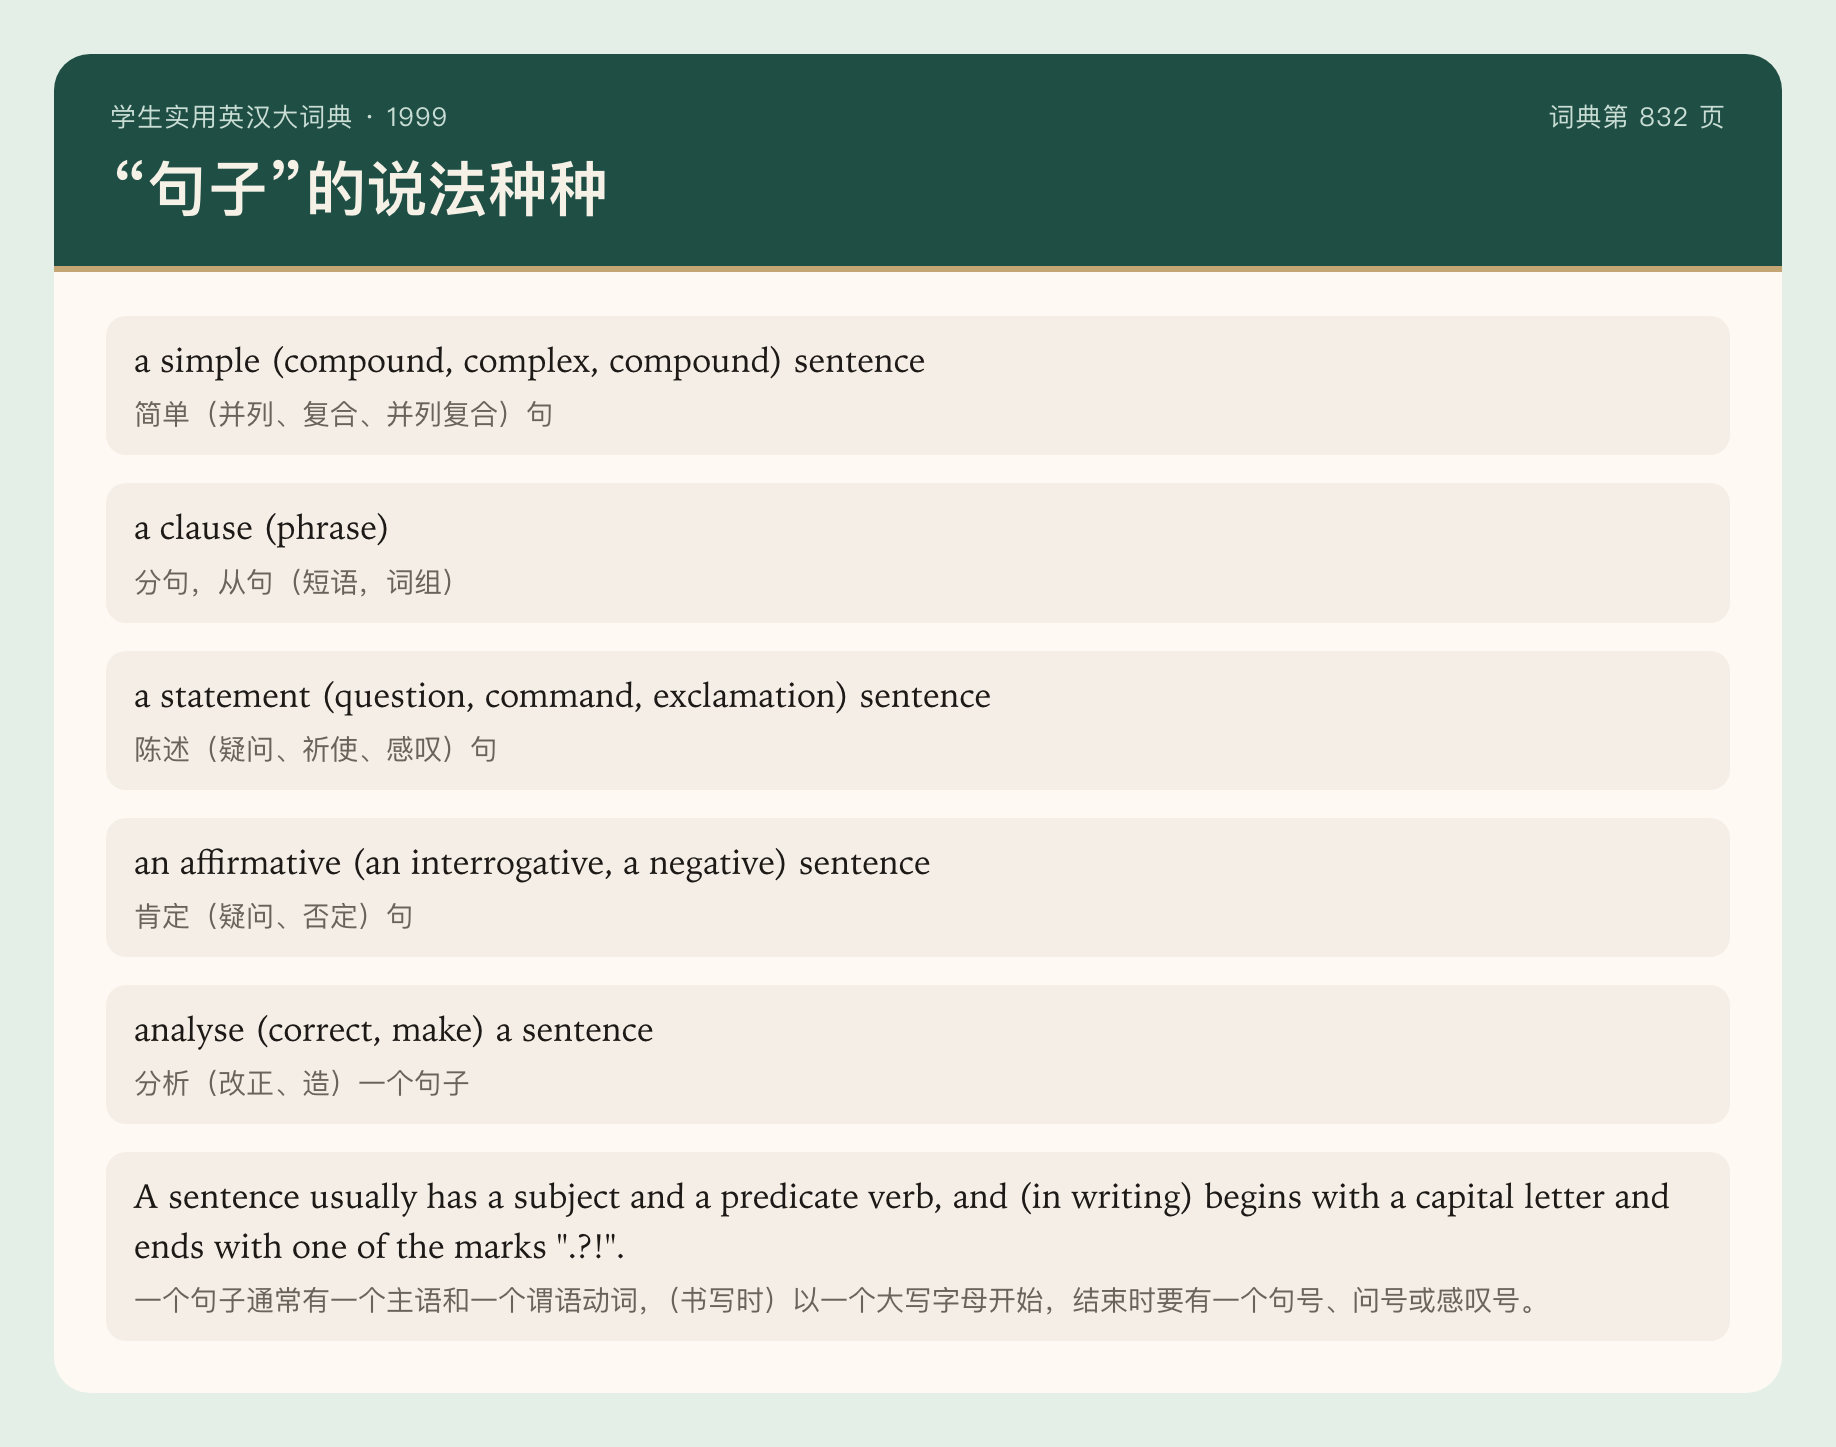 学生实用英汉大词典 · 1999
词典第 832 页
“句子”的说法种种
a simple (compound, complex, compound) sentence
简单（并列、复合、并列复合）句
a clause (phrase)
分句，从句（短语，词组）
a statement (question, command, exclamation) sentence
陈述（疑问、祈使、感叹）句
an affirmative (an interrogative, a negative) sentence
肯定（疑问、否定）句
analyse (correct, make) a sentence
分析（改正、造）一个句子
A sentence usually has a subject and a predicate verb, and (in writing) begins with a capital letter and
ends with one of the marks ".?!".
一个句子通常有一个主语和一个谓语动词，（书写时）以一个大写字母开始，结束时要有一个句号、问号或感叹号。